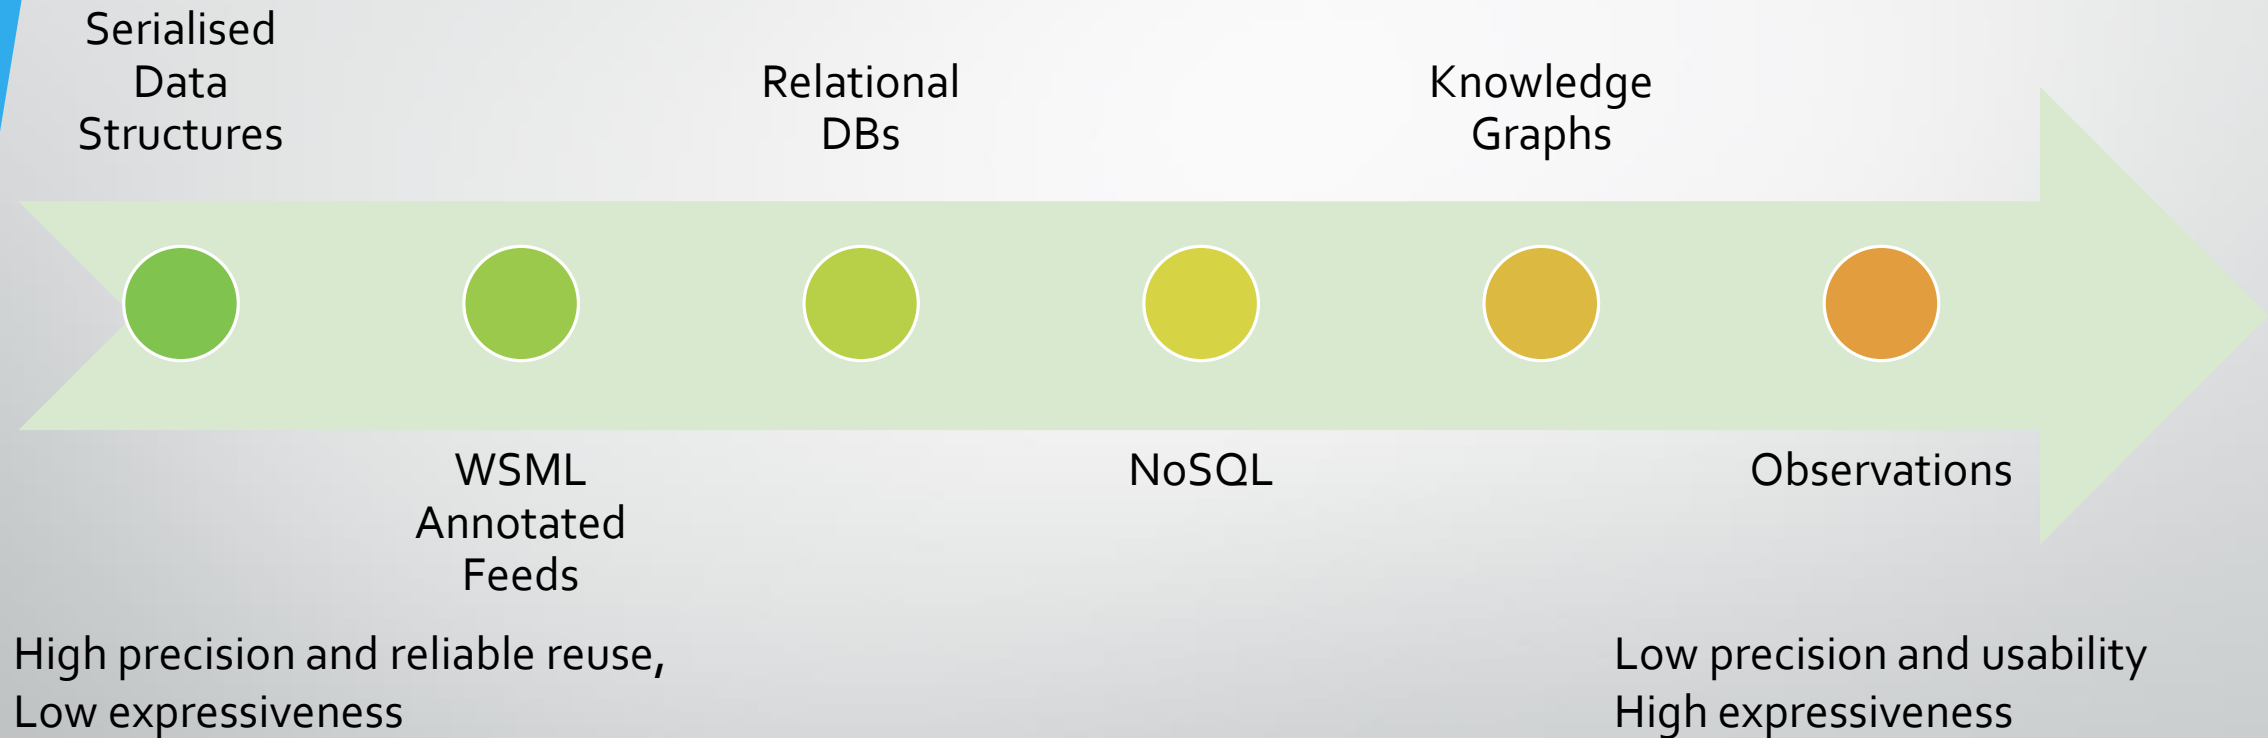 Serialised
Data
Structures
Relational
DBs
Knowledge
Graphs
WSML
Annotated
Feeds
NoSQL
Observations
High precision and reliable reuse,
Low expressiveness
Low precision and usability
High expressiveness